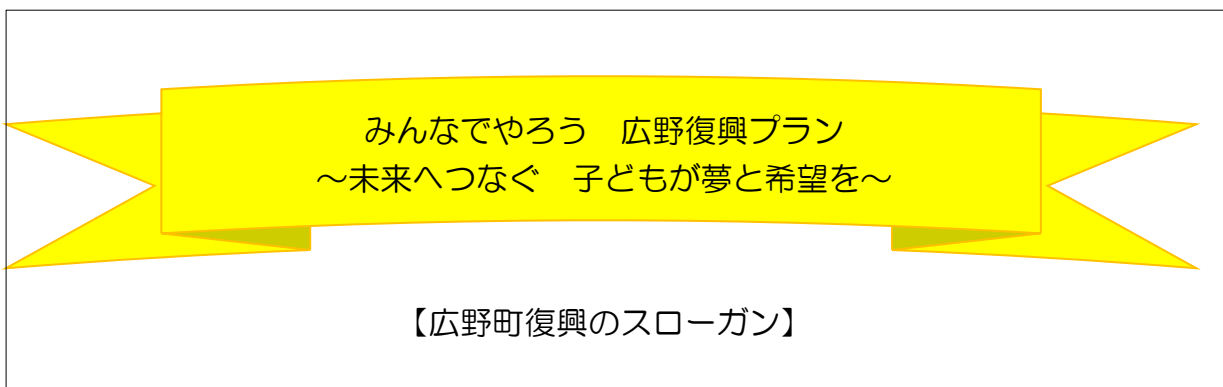 みんなでやろう　広野復興プラン
～未来へつなぐ　子どもが夢と希望を～
【広野町復興のスローガン】